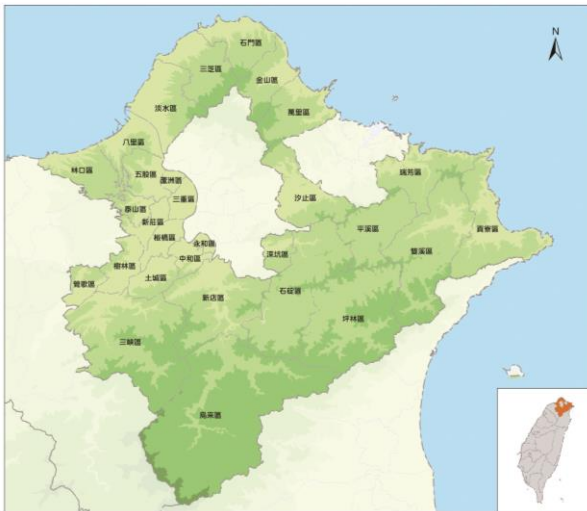 N
石門區
三芝區
金山區
淡水區
萬里區
八里區
林口區
五股區
蘆洲區
瑞芳區
汐止區
三重區
泰山區
新莊區
平溪區
貢寮區
板橋區
永和區
雙溪區
深坑區
中和區
樹林區
土城區
鶯歌區
石碇區
新店區
坪林區
三峽區
烏來區